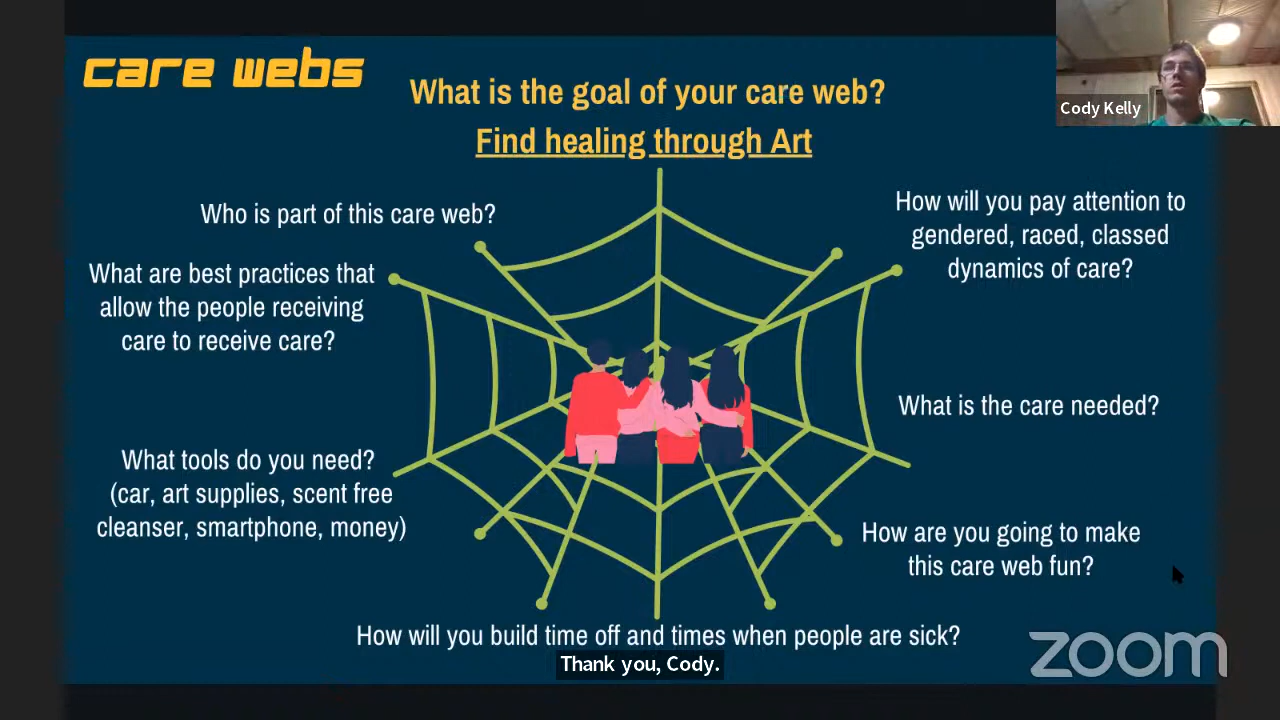 care webs
What is the goal of your care web?
Find healing through Art
Cody Kelly
Who is part of this care web?
How will you pay attention to
gendered, raced, classed
dynamics of care?
What are best practices that
allow the people receiving
care to receive care?
What is the care needed?
What tools do you need?
(car, art supplies, scent free
cleanser, smartphone, money)
How are you going to make
this care web fun?
How will you build time off and times when people are sick?
Thank you, Cody.
zoom